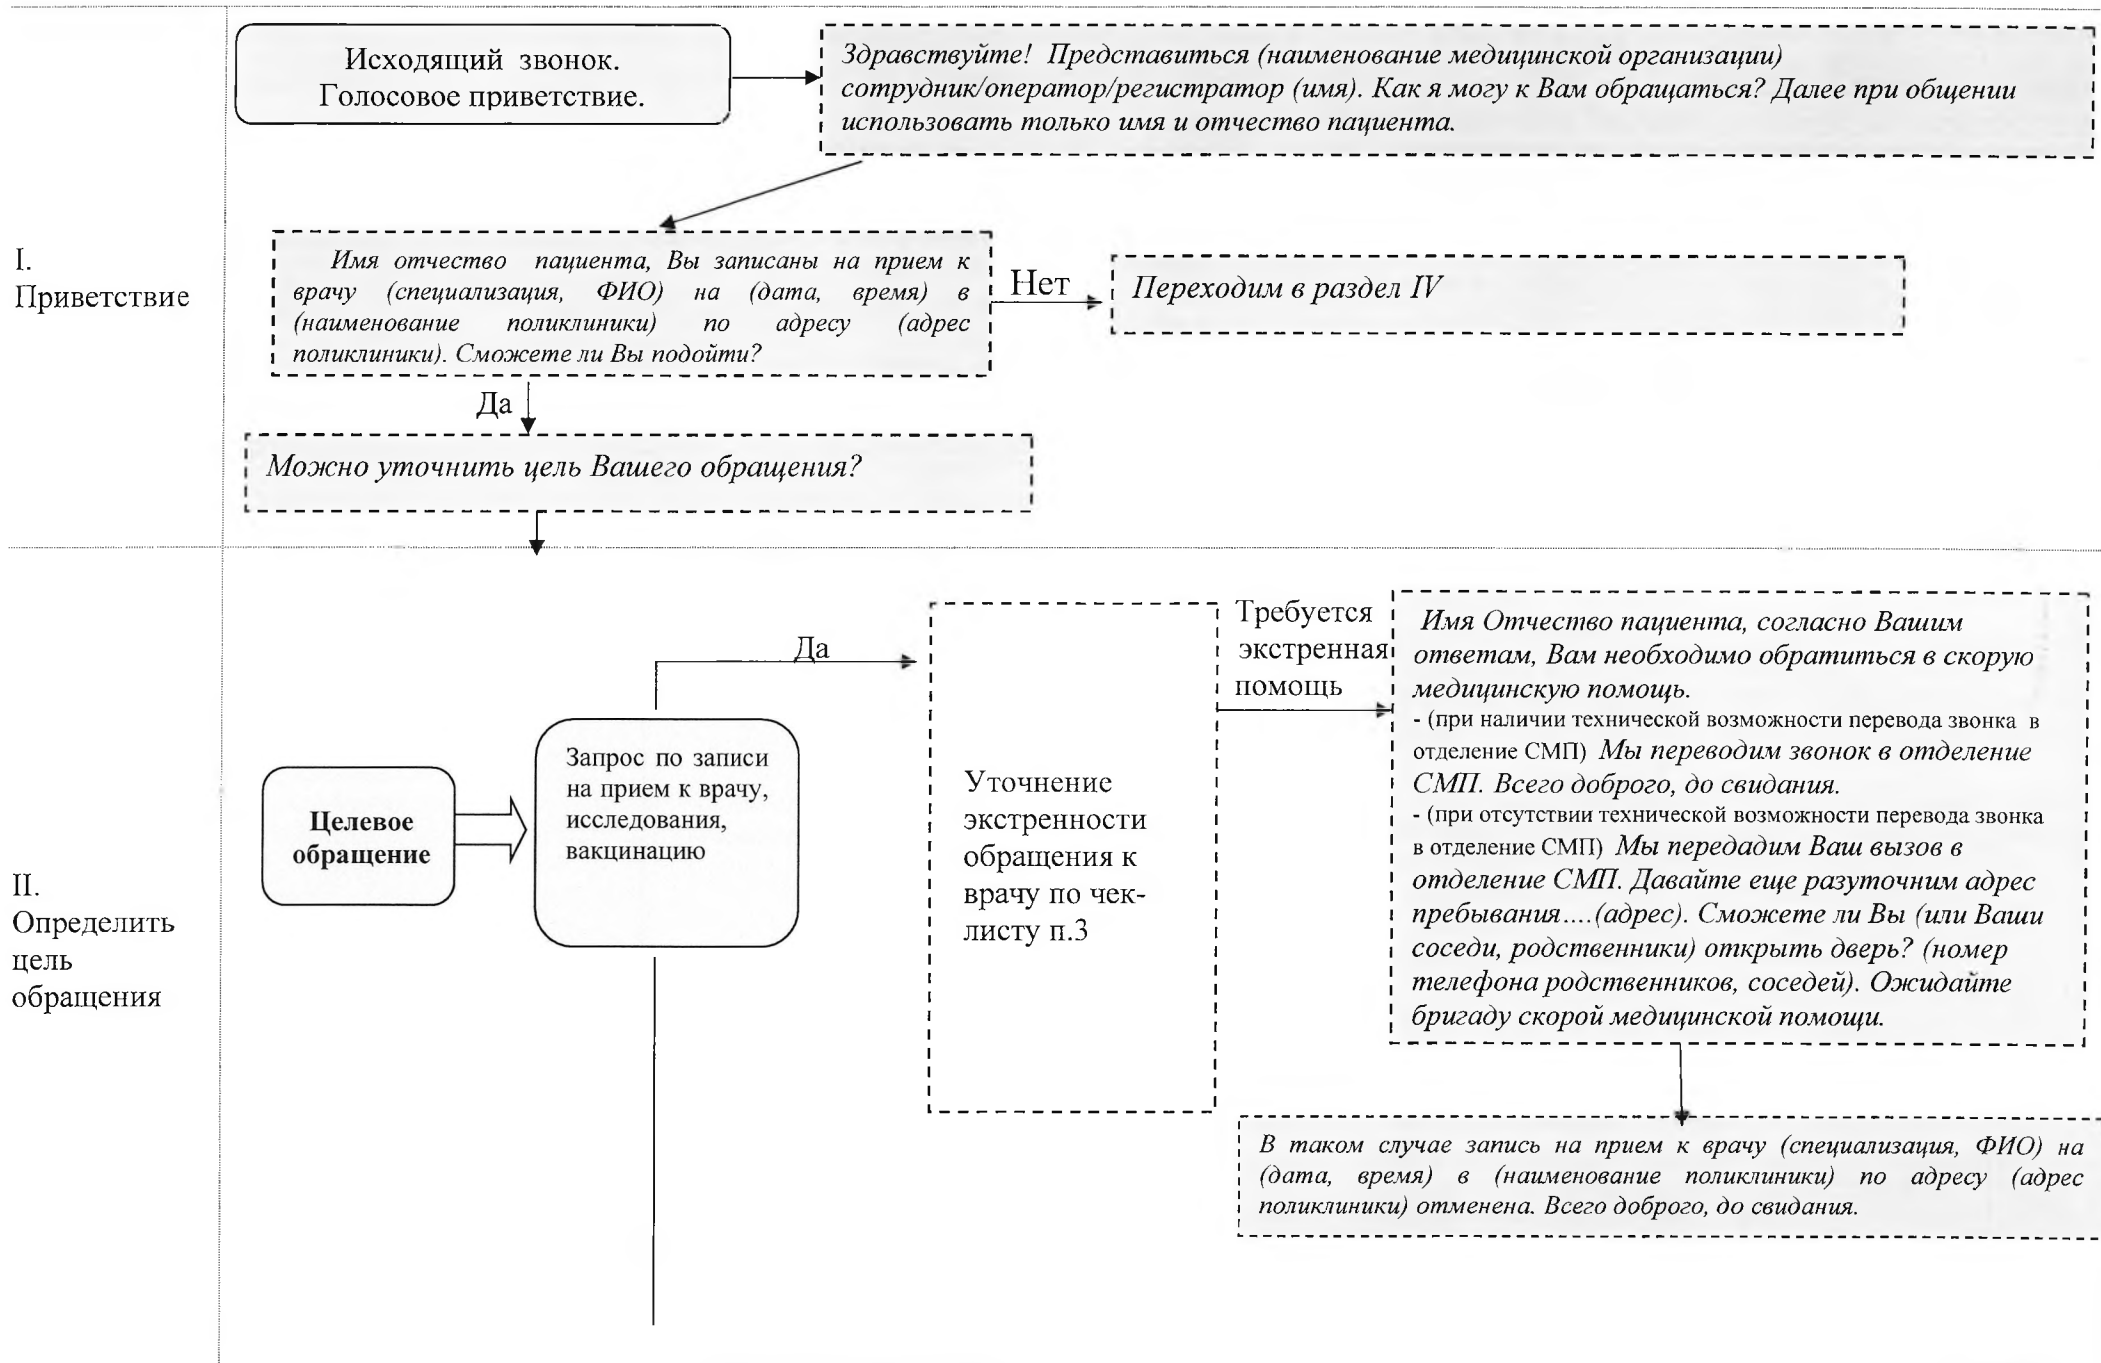 Исходящий звонок.
Голосовое приветствие.
Здравствуйте! Представиться (наименование медицинской организации)
сотрудник/оператор/регистратор (имя). Как я могу к Вам обращаться? Далее при общении
использовать только имя и отчество пациента.
I.
Приветствие
Имя отчество пациента, Вы записаны на прием к
врачу (специализация, ФИО) на (дата, время) в
(наименование поликлиники) по адресу (адрес
поликлиники). Сможете ли Вы подойти?
Нет
Переходим в раздел IV
Да
Можно уточнить цель Вашего обращения?
II.
Определить
цель
обращения
Целевое
обращение
Запрос по записи
на прием к врачу,
исследования,
вакцинацию
Да
Уточнение
экстренности
обращения к
врачу по чек-
листу п.3
Требуется
экстренная
помощь
Имя Отчество пациента, согласно Вашим
ответам, Вам необходимо обратиться в скорую
медицинскую помощь.
- (при наличии технической возможности перевода звонка в
отделение СМП) Мы переводим звонок в отделение
СМП. Всего доброго, до свидания.
- (при отсутствии технической возможности перевода звонка
в отделение СМП) Мы передадим Ваш вызов в
отделение СМП. Давайте еще разуточним адрес
пребывания....(адрес). Сможете ли Вы (или Ваши
соседи, родственники) открыть дверь? (номер
телефона родственников, соседей). Ожидайте
бригаду скорой медицинской помощи.
В таком случае запись на прием к врачу (специализация, ФИО) на
(дата, время) в (наименование поликлиники) по адресу (адрес
поликлиники) отменена. Всего доброго, до свидания.